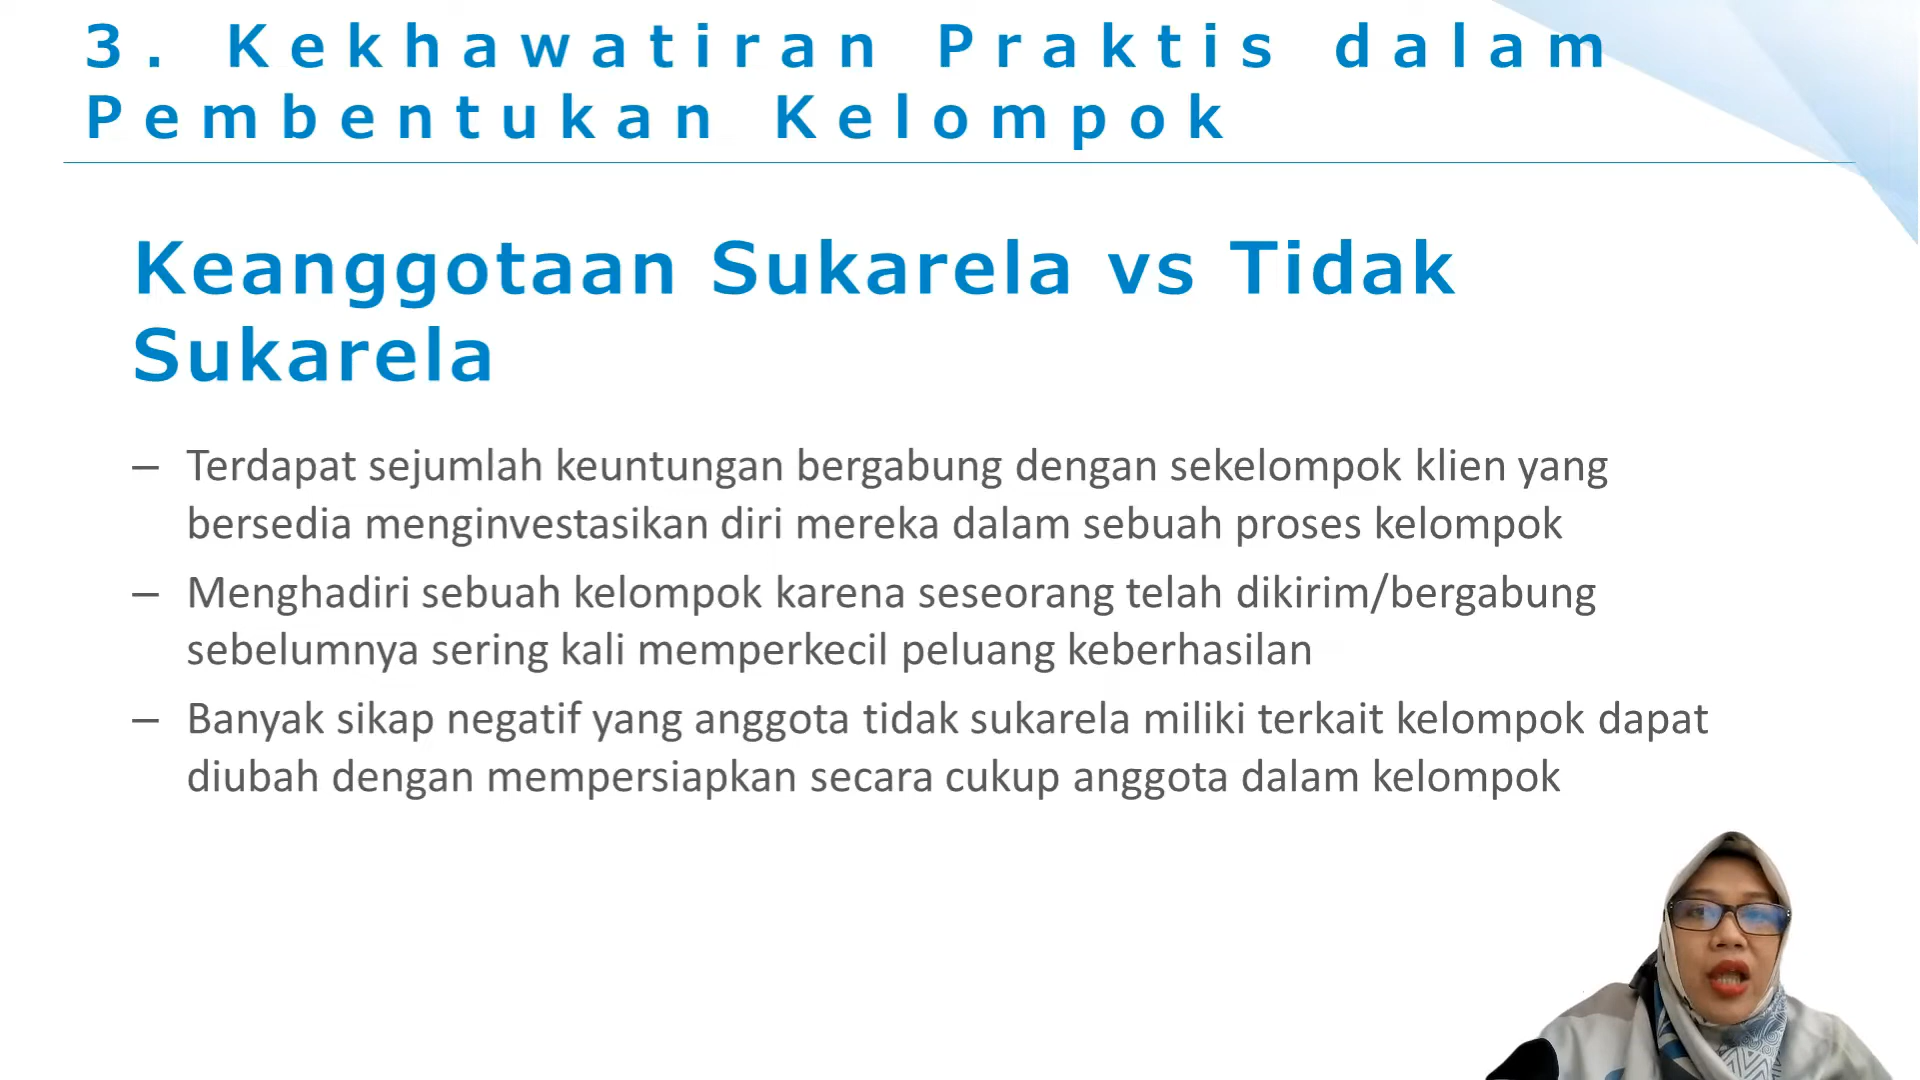 3. Kekhawatiran Praktis dalam
Pembentukan Kelompok
Keanggotaan Sukarela vs Tidak
Sukarela
– Terdapat sejumlah keuntungan bergabung dengan sekelompok klien yang
bersedia menginvestasikan diri mereka dalam sebuah proses kelompok
– Menghadiri sebuah kelompok karena seseorang telah dikirim/bergabung
sebelumnya sering kali memperkecil peluang keberhasilan
– Banyak sikap negatif yang anggota tidak sukarela miliki terkait kelompok dapat
diubah dengan mempersiapkan secara cukup anggota dalam kelompok